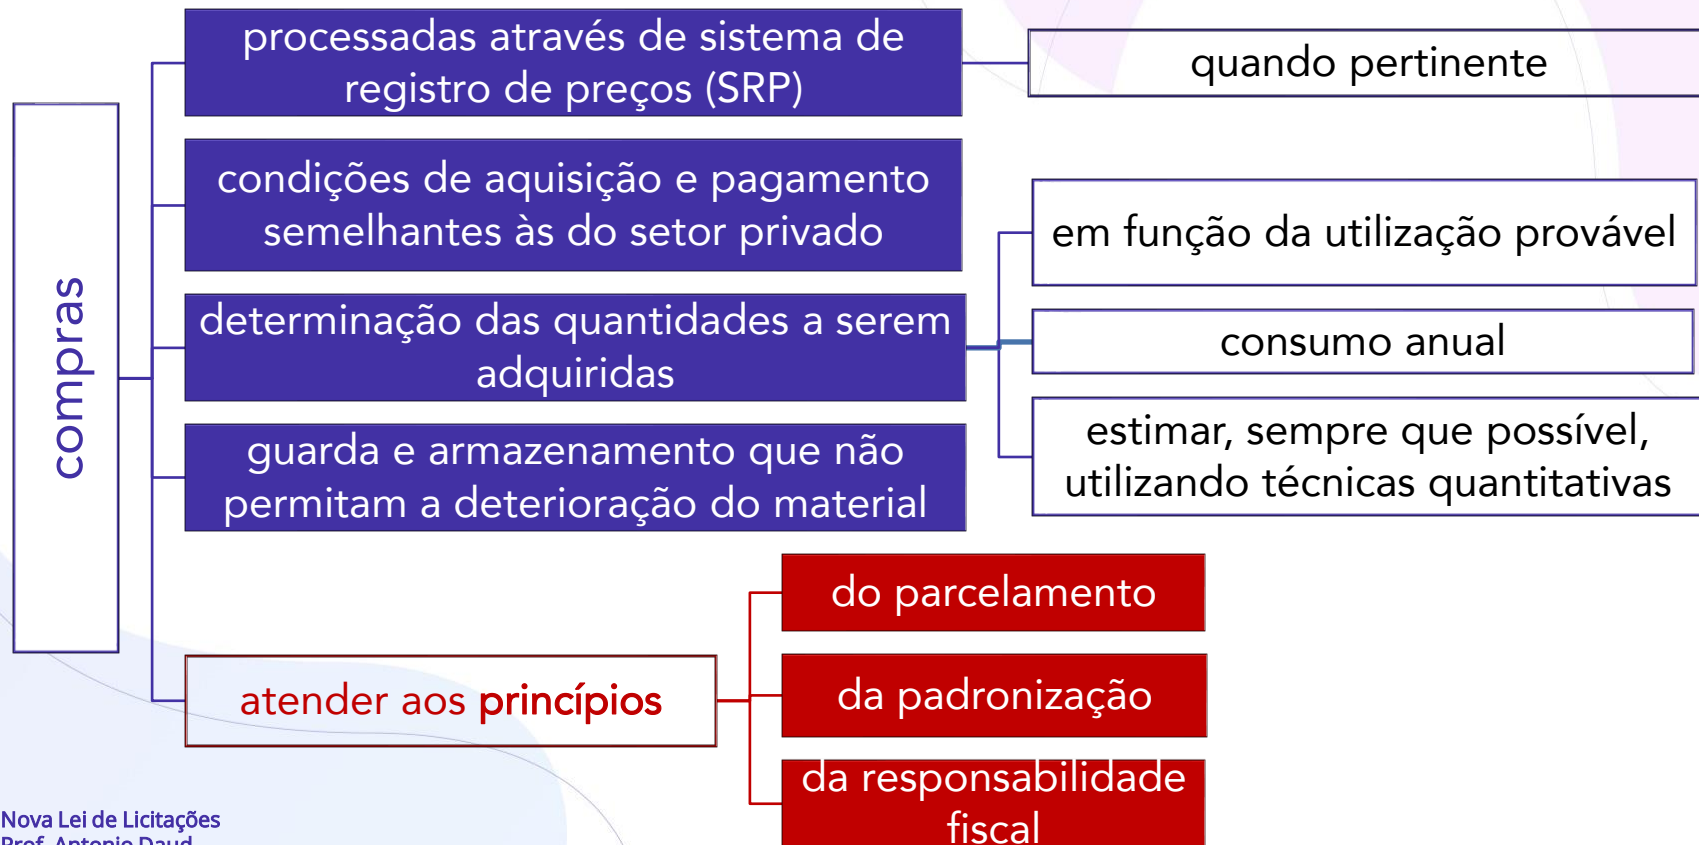 compras
processadas através de sistema de
registro de preços (SRP)
quando pertinente
condições de aquisição e pagamento
semelhantes às do setor privado
determinação das quantidades a serem
adquiridas
em função da utilização provável
consumo anual
estimar, sempre que possível,
utilizando técnicas quantitativas
guarda e armazenamento que não
permitam a deterioração do material
atender aos princípios
do parcelamento
da padronização
da responsabilidade
fiscal
Nova Lei de Licitações
Prof. Antonio Daud